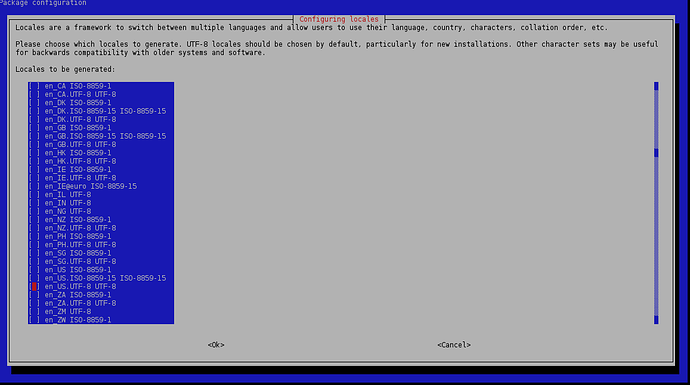 Package configuration
Configuring locales
Locales are a framework to switch between multiple languages and allow users to use their language, country, characters, collation order, etc.
Please choose which locales to generate. UTF-8 locales should be chosen by default, particularly for new installations. Other character sets may be useful
for backwards compatibility with older systems and software.
Locales to be generated:
[ ] en_CA ISO-8859-1
[ ] en_CA.UTF-8 UTF-8
[ ] en_DK ISO-8859-1
[ ] en_DK.ISO-8859-15 ISO-8859-15
[ ] en_DK.UTF-8 UTF-8
[ ] en_GB ISO-8859-1
[ ] en_GB.ISO-8859-15 ISO-8859-15
[ ] en_GB.UTF-8 UTF-8
[ ] en_HK ISO-8859-1
[ ] en_HK.UTF-8 UTF-8
[ ] en_IE ISO-8859-1
[ ] en_IE.UTF-8 UTF-8
[ ] en_IE@euro ISO-8859-15
[ ] en_IL UTF-8
[ ] en_IN UTF-8
[ ] en_NG UTF-8
[ ] en_NZ ISO-8859-1
[ ] en_NZ.UTF-8 UTF-8
[ ] en_PH ISO-8859-1
[ ] en_PH.UTF-8 UTF-8
[ ] en_SG ISO-8859-1
[ ] en_SG.UTF-8 UTF-8
[ ] en_US ISO-8859-1
[ ] en_US.ISO-8859-15 ISO-8859-15
[ ] en_US.UTF-8 UTF-8
[ ] en_ZA ISO-8859-1
[ ] en_ZA.UTF-8 UTF-8
[ ] en_ZM UTF-8
[ ] en_ZW ISO-8859-1
<Ok> <Cancel>